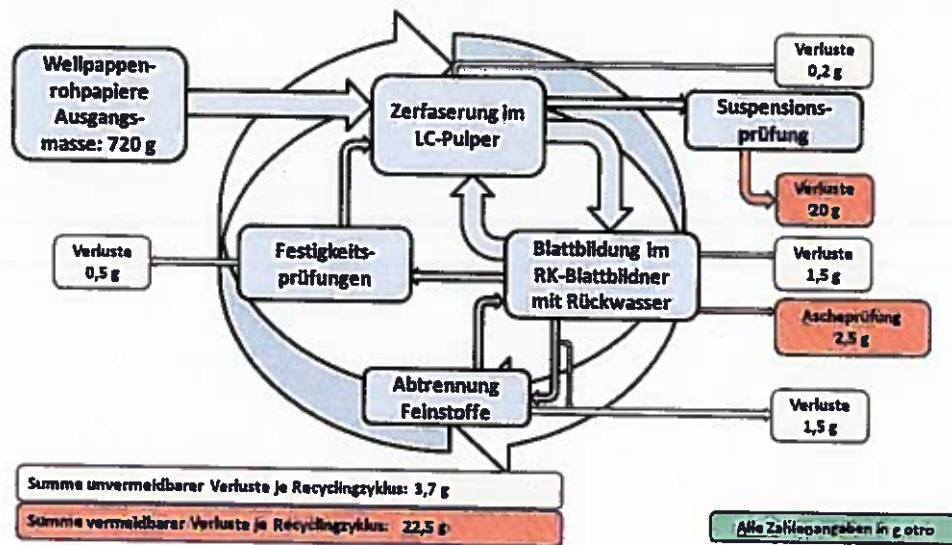 Wellpappen-
rohpapiere
Ausgangs-
masse: 720 g
Zerfaserung im
LC-Pulper
Verluste
0,2 g
Suspensions-
prüfung
Verluste
20 g
Festigkeits-
prüfungen
Verluste
0,5 g
Blattbildung im
RK-Blattbildner
mit Rückwasser
Verluste
1,5 g
Ascheprüfung
2,5 g
Abtrennung
Feinstoffe
Verluste
1,5 g
Summe unvermeidbarer Verluste je Recyclingzyklus: 3,7 g
Summe vermeidbarer Verluste je Recyclingzyklus: 22,5 g
Alle Zahlenangaben in g otro